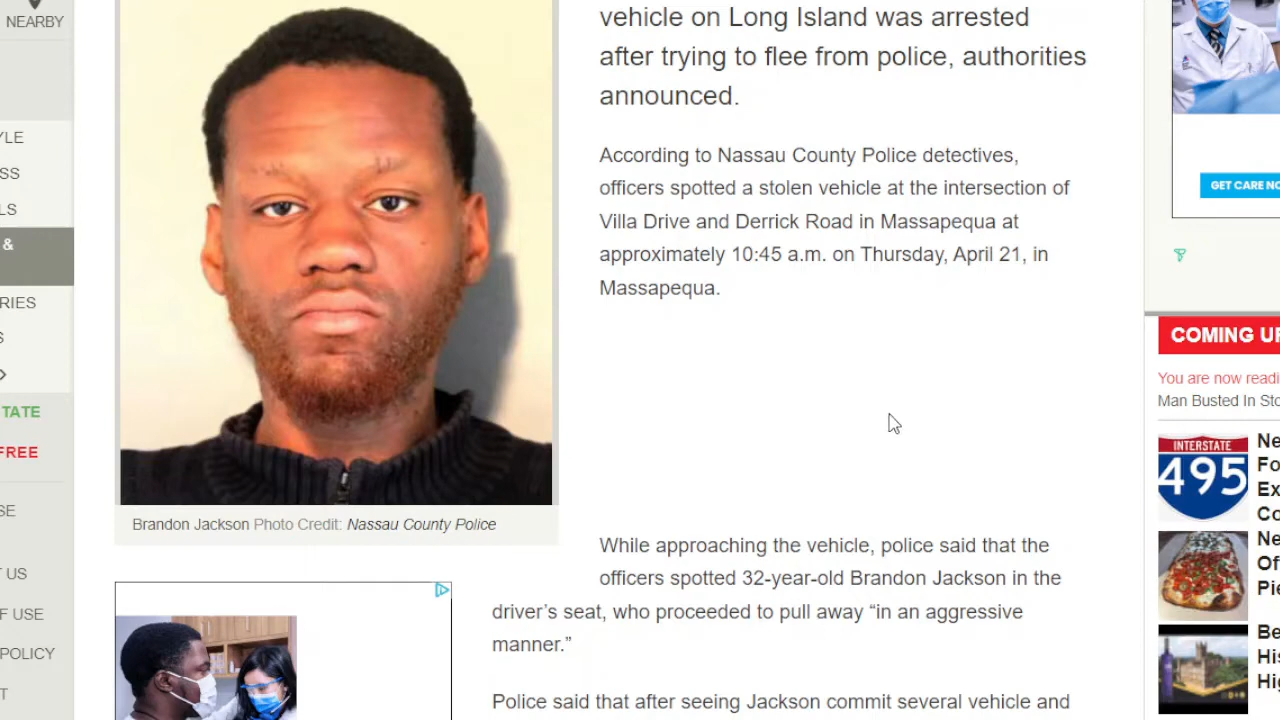 NEARBY
YLE
SS
LS
&
RIES
S
TATE
FREE
SE
T US
F USE
POLICY
T
Brandon Jackson Photo Credit: Nassau County Police
vehicle on Long Island was arrested
after trying to flee from police, authorities
announced.
According to Nassau County Police detectives,
officers spotted a stolen vehicle at the intersection of
Villa Drive and Derrick Road in Massapequa at
approximately 10:45 a.m. on Thursday, April 21, in
Massapequa.
While approaching the vehicle, police said that the
officers spotted 32-year-old Brandon Jackson in the
driver’s seat, who proceeded to pull away “in an aggressive
manner.”
Police said that after seeing Jackson commit several vehicle and
GET CARE NO
COMING UP
You are now readi
Man Busted In Sto
INTERSTATE
495
Ne
Fo
Ex
Co
Ne
Of
Pie
Be
His
Hig